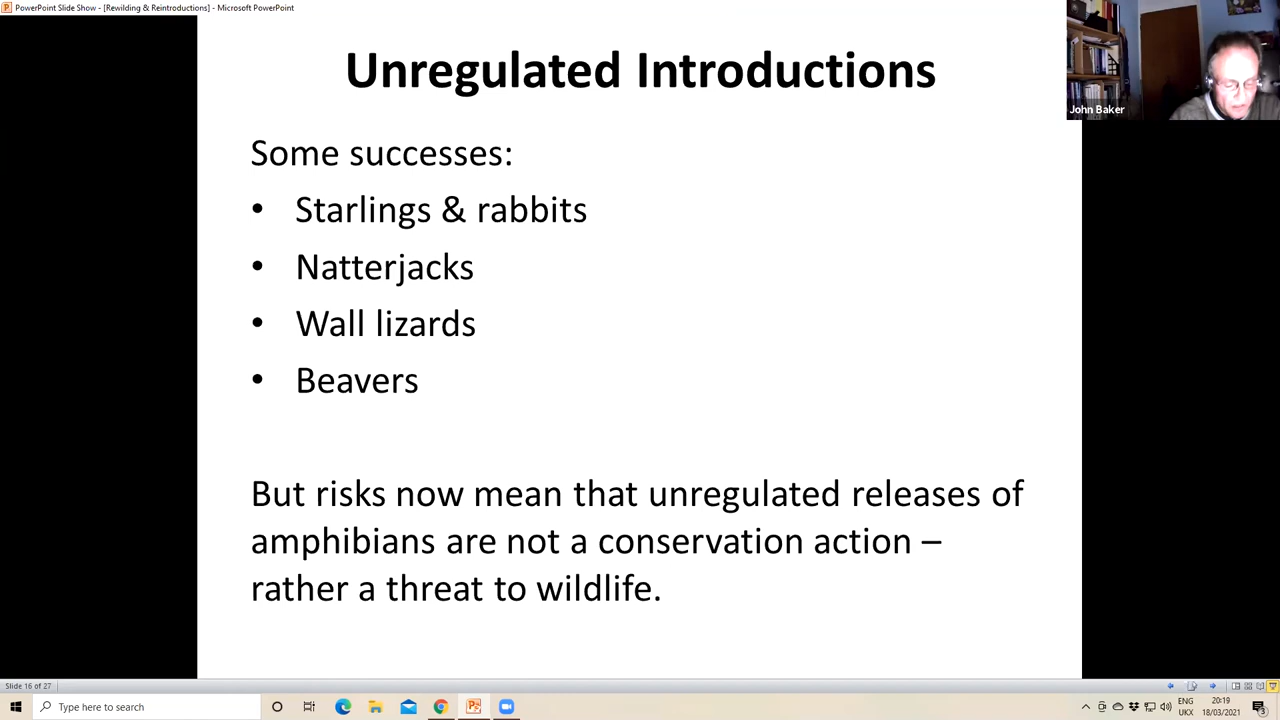 PowerPoint Slide Show - [Rewilding & Reintroductions] - Microsoft PowerPoint
Unregulated Introductions
John Baker
Some successes:
• Starlings & rabbits
• Natterjacks
• Wall lizards
• Beavers
But risks now mean that unregulated releases of
amphibians are not a conservation action –
rather a threat to wildlife.
Slide 16 of 27
Type here to search
ENG
UKX
20:19
18/03/2021
3